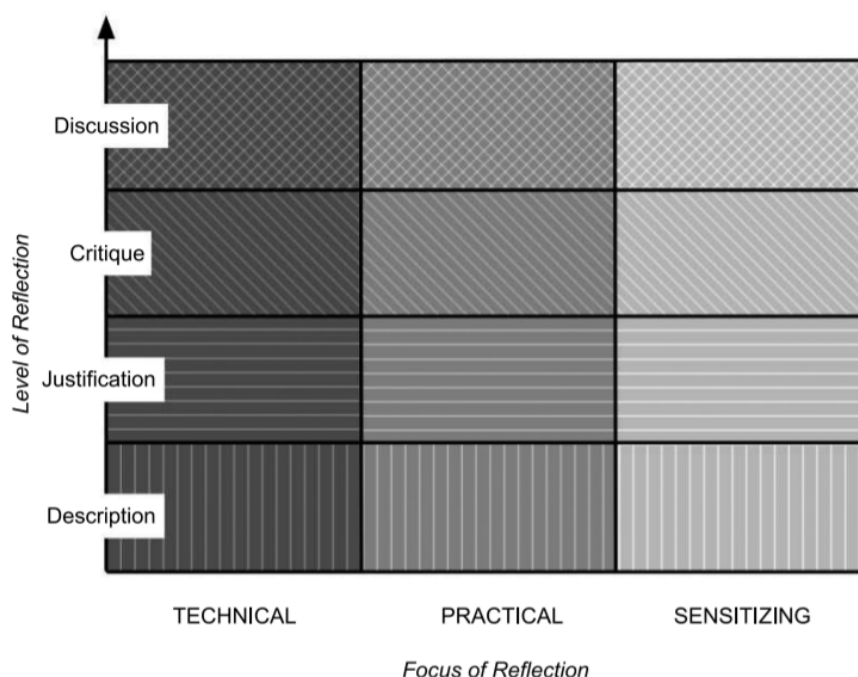 Discussion
Critique
Justification
Description
Level of Reflection
TECHNICAL PRACTICAL SENSITIZING
Focus of Reflection